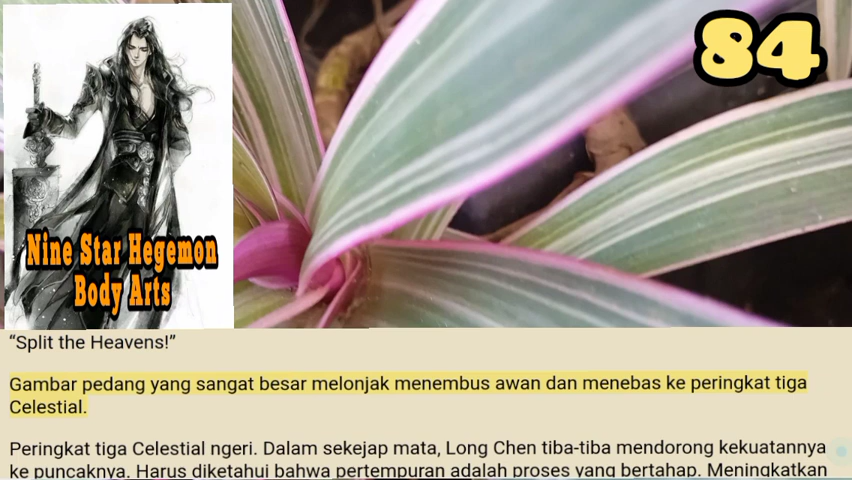 84
Nine Star Hegemon
Body Arts
“Split the Heavens!”
Gambar pedang yang sangat besar melonjak menembus awan dan menebas ke peringkat tiga
Celestial.
Peringkat tiga Celestial ngeri. Dalam sekejap mata, Long Chen tiba-tiba mendorong kekuatannya
ke puncaknya. Harus diketahui bahwa pertempuran adalah proses yang bertahap. Meningkatkan